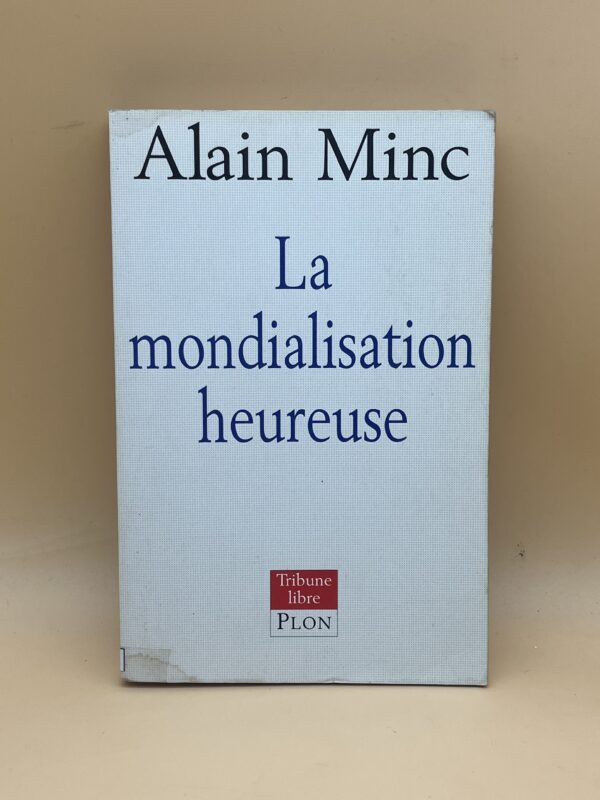 Alain Minc
La
mondialisation
heureuse
Tribune
libre
PLON